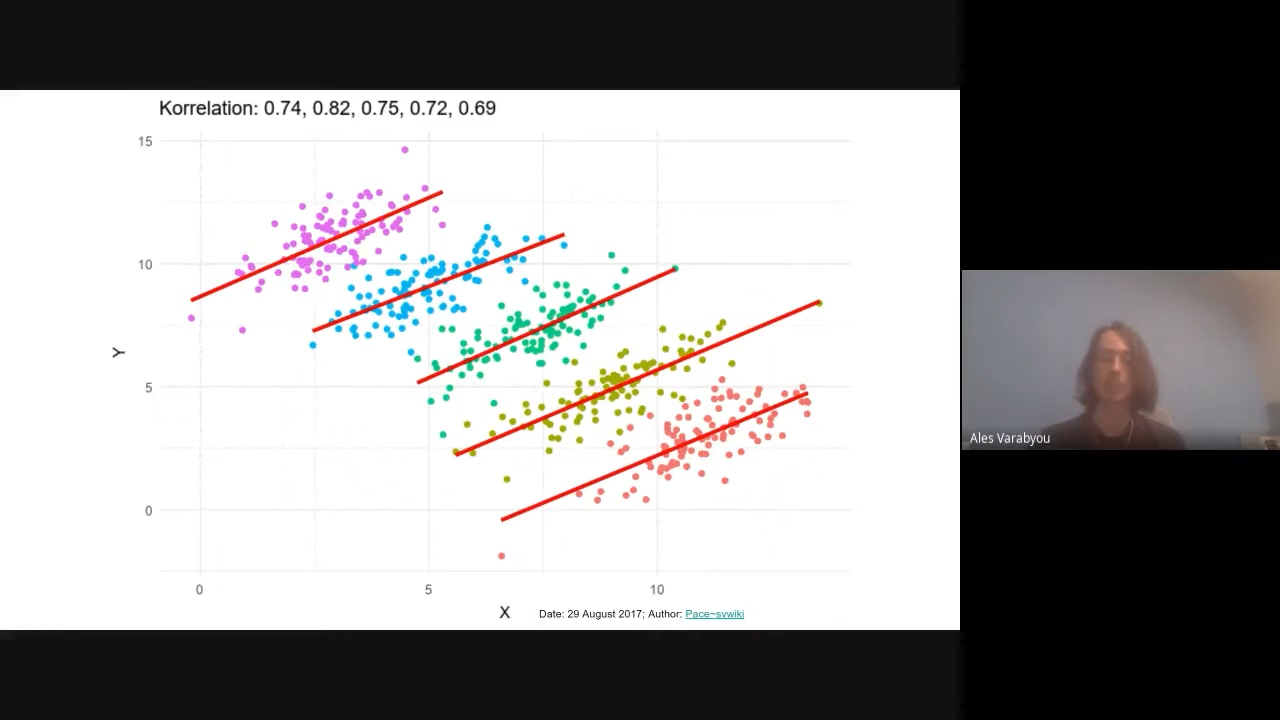 Korrelation: 0.74, 0.82, 0.75, 0.72, 0.69
15
10
5
0
Y
0 5 10
X
Date: 29 August 2017; Author: Pace~svwiki
Ales Varabyou